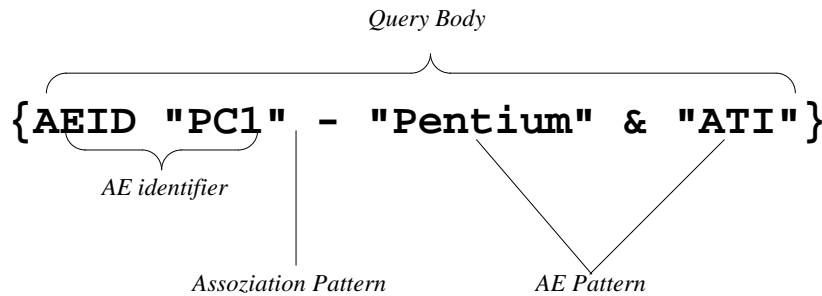 Query Body
{AEID "PC1" - "Pentium" & "ATI"}
AE identifier
Assoziation Pattern
AE Pattern